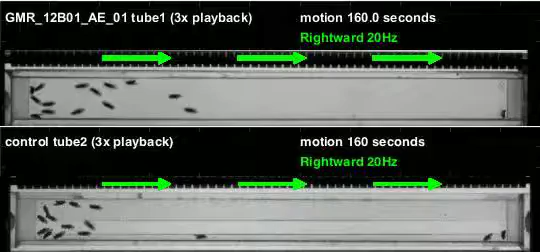 GMR_12B01_AE_01 tube1 (3x playback)
motion 160.0 seconds
Rightward 20Hz
control tube2 (3x playback)
motion 160 seconds
Rightward 20Hz